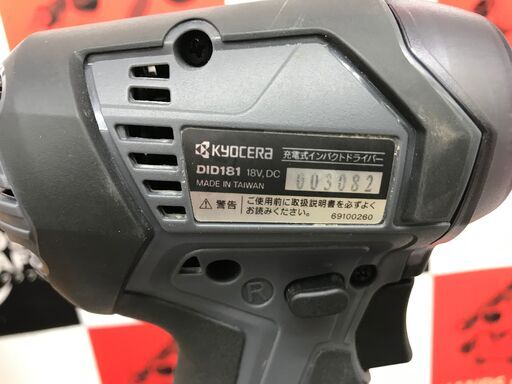 KYOCERA 充電式インパクトドライバー
DID181 18V, DC 003082
MADE IN TAIWAN
警告 ご使用前に取扱説明書を必ずよくお読みください。
69100260
R